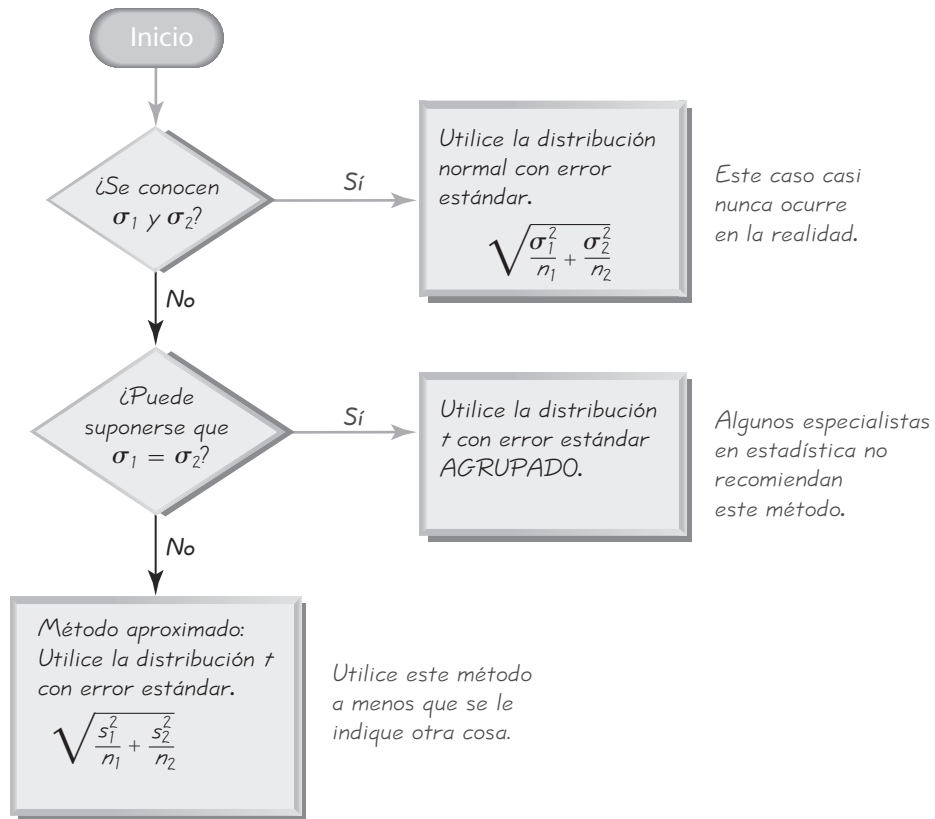 Inicio
¿Se conocen
σ₁ y σ₂?
Sí
Utilice la distribución
normal con error
estándar.
√(σ₁²/n₁ + σ₂²/n₂)
Este caso casi
nunca ocurre
en la realidad.
No
¿Puede
suponerse que
σ₁ = σ₂?
Sí
Utilice la distribución
t con error estándar
AGRUPADO.
Algunos especialistas
en estadística no
recomiendan
este método.
No
Método aproximado:
Utilice la distribución t
con error estándar.
√(s₁²/n₁ + s₂²/n₂)
Utilice este método
a menos que se le
indique otra cosa.